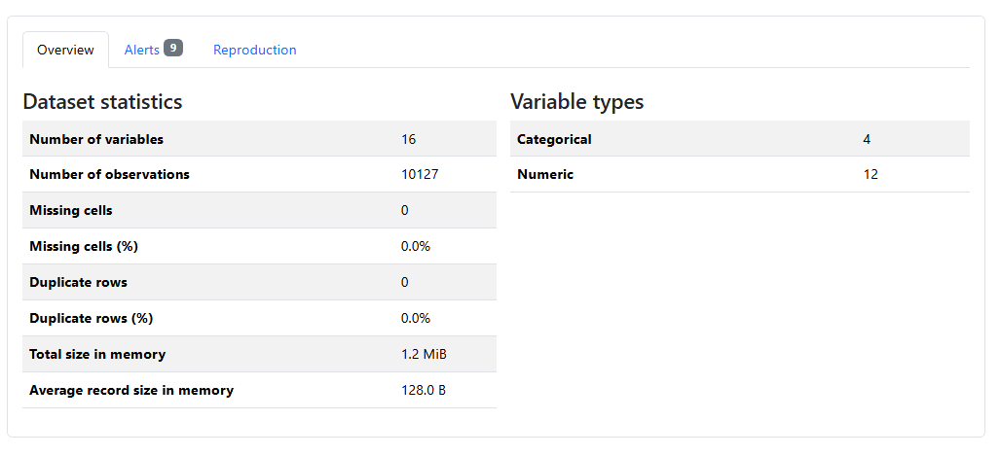 Overview Alerts 9 Reproduction
Dataset statistics
Number of variables 16
Number of observations 10127
Missing cells 0
Missing cells (%) 0.0%
Duplicate rows 0
Duplicate rows (%) 0.0%
Total size in memory 1.2 MiB
Average record size in memory 128.0 B
Variable types
Categorical 4
Numeric 12